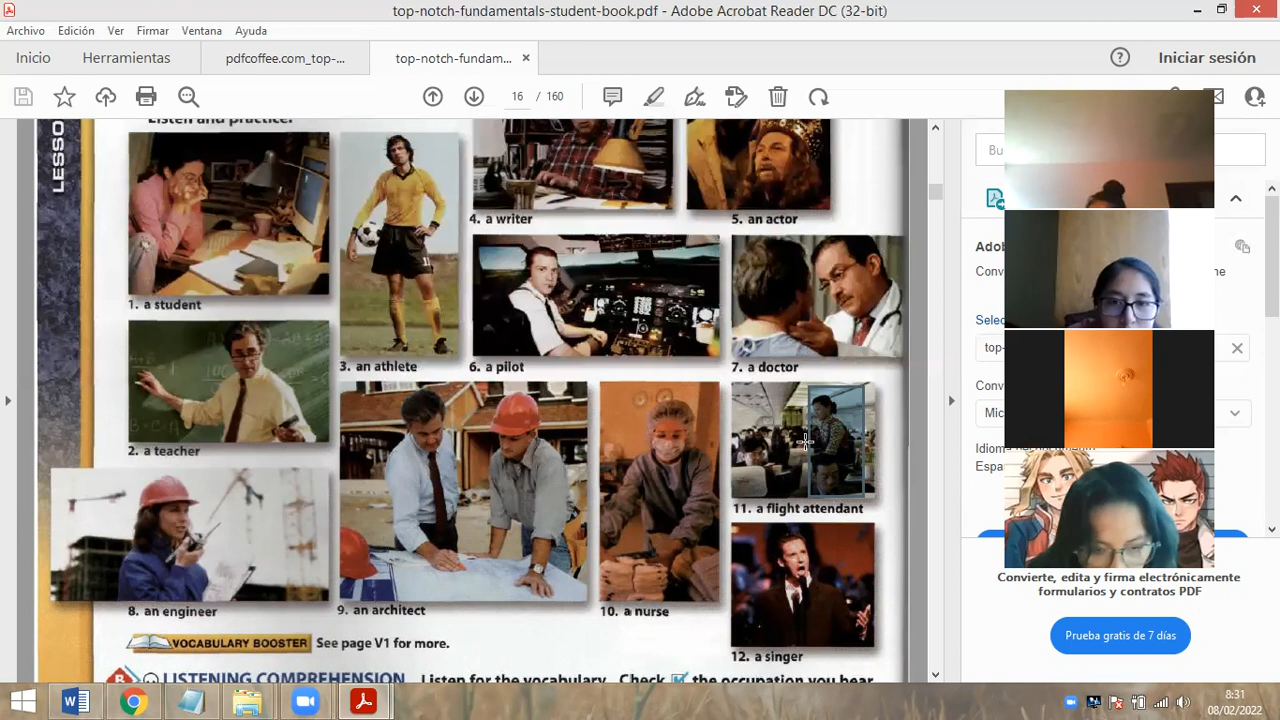 top-notch-fundamentals-student-book.pdf - Adobe Acrobat Reader DC (32-bit)
Archivo Edición Ver Firmar Ventana Ayuda
Inicio Herramientas pdfcoffee.com_top-... top-notch-fundam... Iniciar sesión
16 / 160
LESSO
Listen and practice.
Bu
4. a writer
5. an actor
Adob
Conv
ne
1. a student
Selec
top-
3. an athlete
6. a pilot
7. a doctor
Conv
Mic
2. a teacher
Idiom
Espa
11. a flight attendant
8. an engineer
9. an architect
10. a nurse
VOCABULARY BOOSTER See page V1 for more.
12. a singer
B LISTENING COMPREHENSION Listen for the vocabulary. Check the occupation you hear
Convierte, edita y firma electrónicamente
formularios y contratos PDF
Prueba gratis de 7 días
8:31
08/02/2022